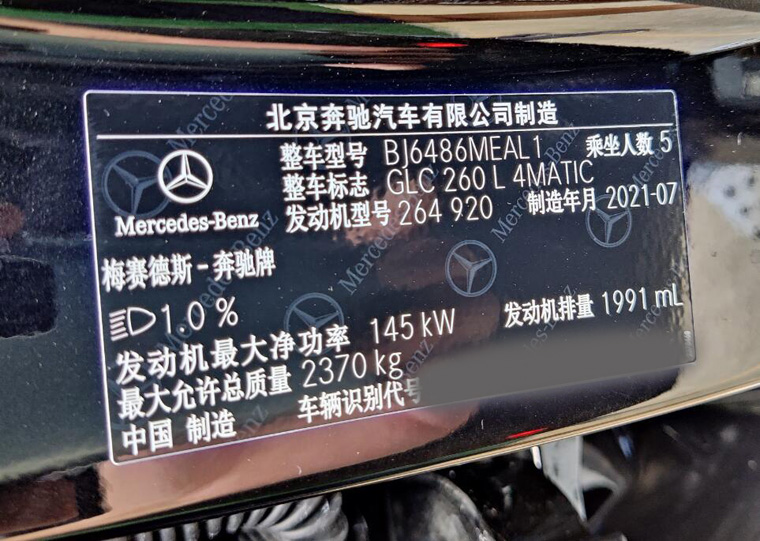 北京奔驰汽车有限公司制造
整车型号 BJ6486MEAL1 乘坐人数 5
整车标志 GLC 260 L 4MATIC
发动机型号 264 920 制造年月 2021-07
Mercedes-Benz
梅赛德斯-奔驰牌
1.0 %
发动机最大净功率 145 kW 发动机排量 1991 mL
最大允许总质量 2370 kg
中国 制造 车辆识别代号